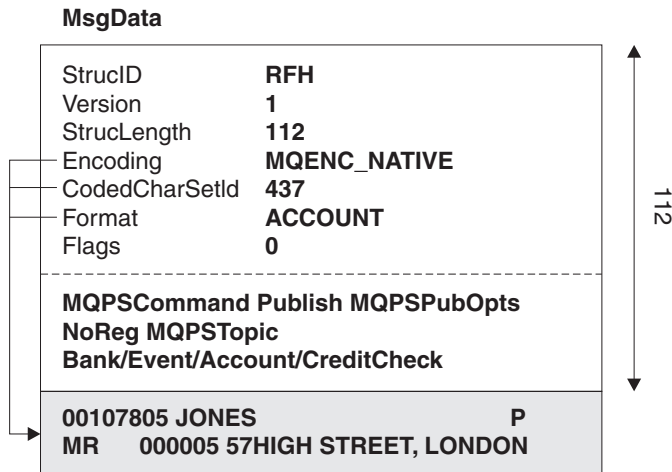 MsgData
StrucID RFH
Version 1
StrucLength 112
Encoding MQENC_NATIVE
CodedCharSetId 437
Format ACCOUNT
Flags 0
112
MQPSCommand Publish MQPSPubOpts
NoReg MQPSTopic
Bank/Event/Account/CreditCheck
00107805 JONES P
MR 000005 57HIGH STREET, LONDON